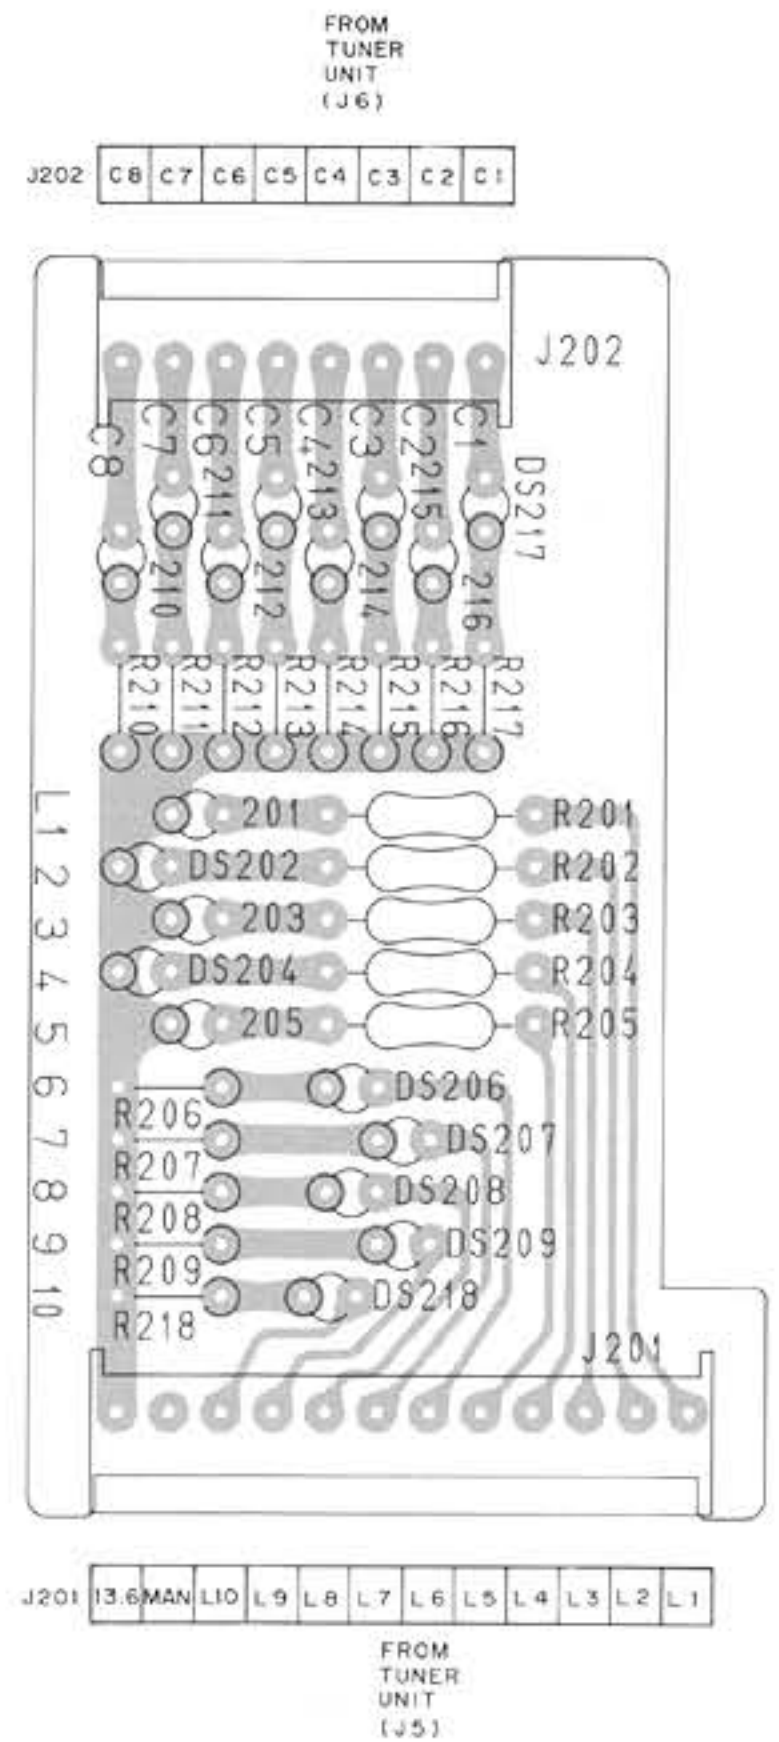 FROM
TUNER
UNIT
(J6)
J202 C8 C7 C6 C5 C4 C3 C2 C1
J202
C8 C7 C6 C5 C4 C3 C2 C1
211 213 215 DS217
210 212 214 216
R210 R211 R212 R213 R214 R215 R216 R217
L1 201 R201
2 DS202 R202
3 203 R203
4 DS204 R204
5 205 R205
6 DS206
R206
7 DS207
R207
8 DS208
R208
9 DS209
R209
10 DS218
R218
J201
J201 13.6 MAN L10 L9 L8 L7 L6 L5 L4 L3 L2 L1
FROM
TUNER
UNIT
(J5)